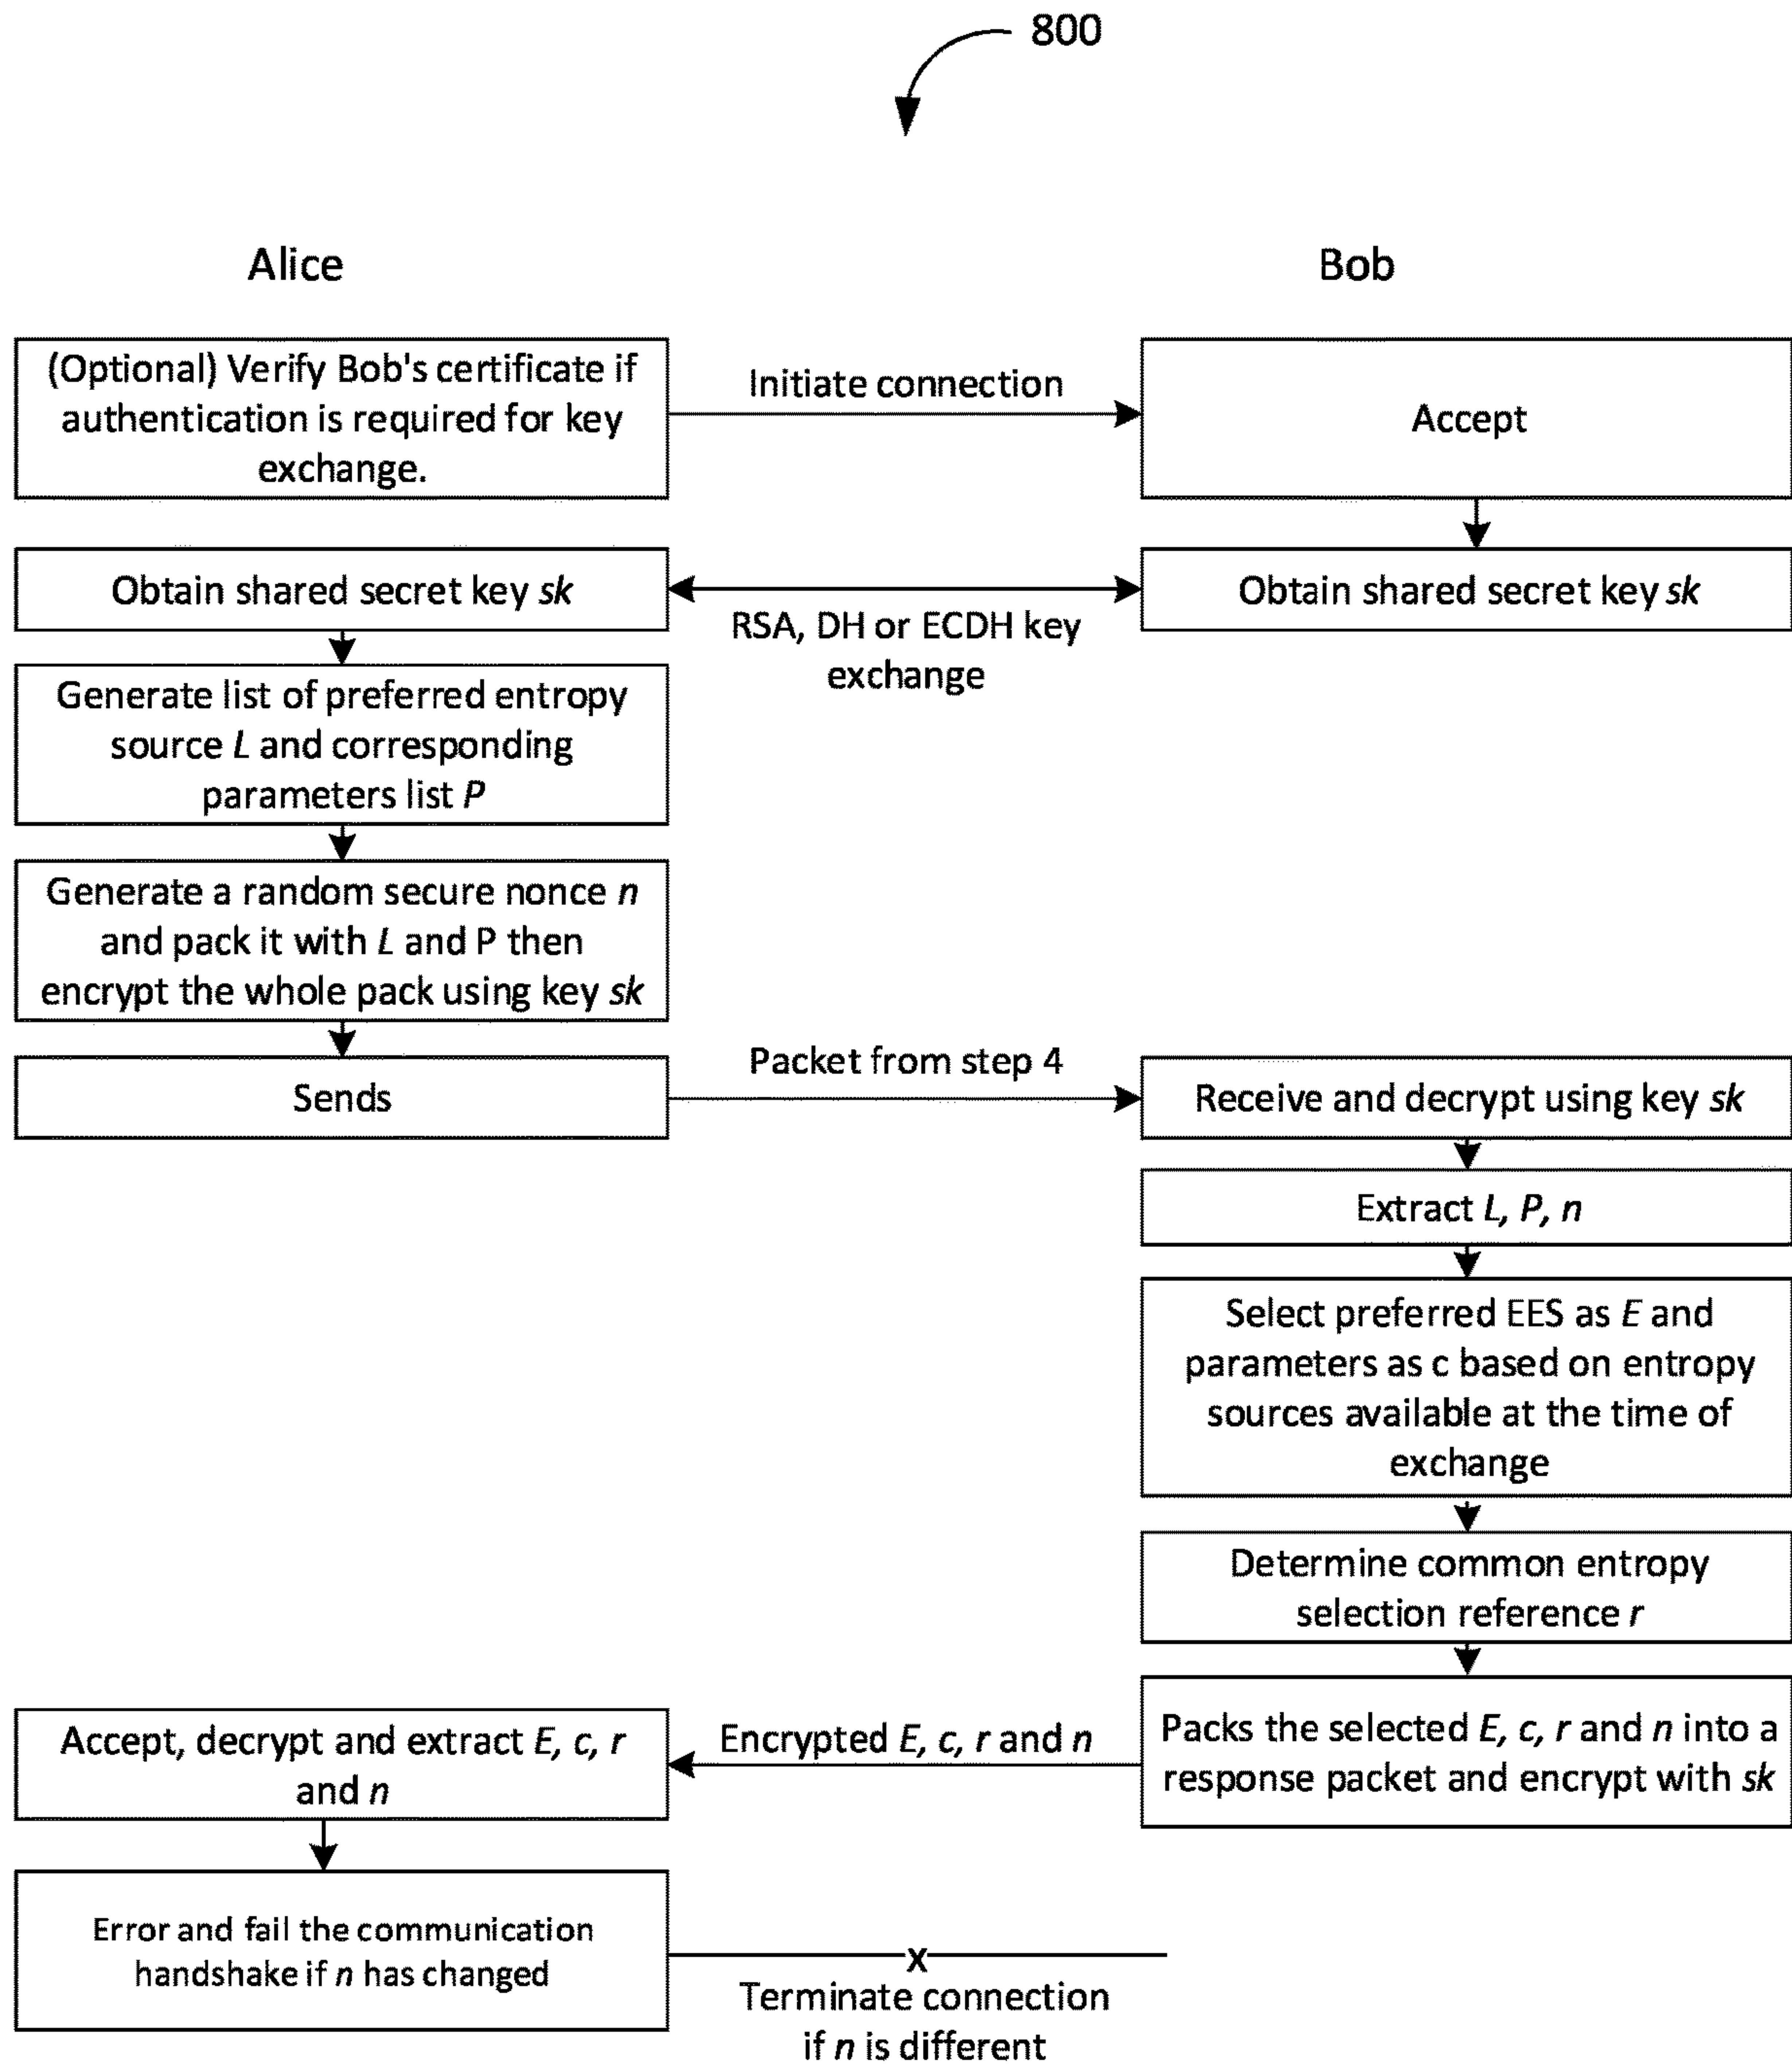 800
Alice
Bob
(Optional) Verify Bob's certificate if
authentication is required for key
exchange.
Initiate connection
Accept
Obtain shared secret key sk
RSA, DH or ECDH key
exchange
Obtain shared secret key sk
Generate list of preferred entropy
source L and corresponding
parameters list P
Generate a random secure nonce n
and pack it with L and P then
encrypt the whole pack using key sk
Sends
Packet from step 4
Receive and decrypt using key sk
Extract L, P, n
Select preferred EES as E and
parameters as c based on entropy
sources available at the time of
exchange
Determine common entropy
selection reference r
Packs the selected E, c, r and n into a
response packet and encrypt with sk
Encrypted E, c, r and n
Accept, decrypt and extract E, c, r
and n
Error and fail the communication
handshake if n has changed
x
Terminate connection
if n is different